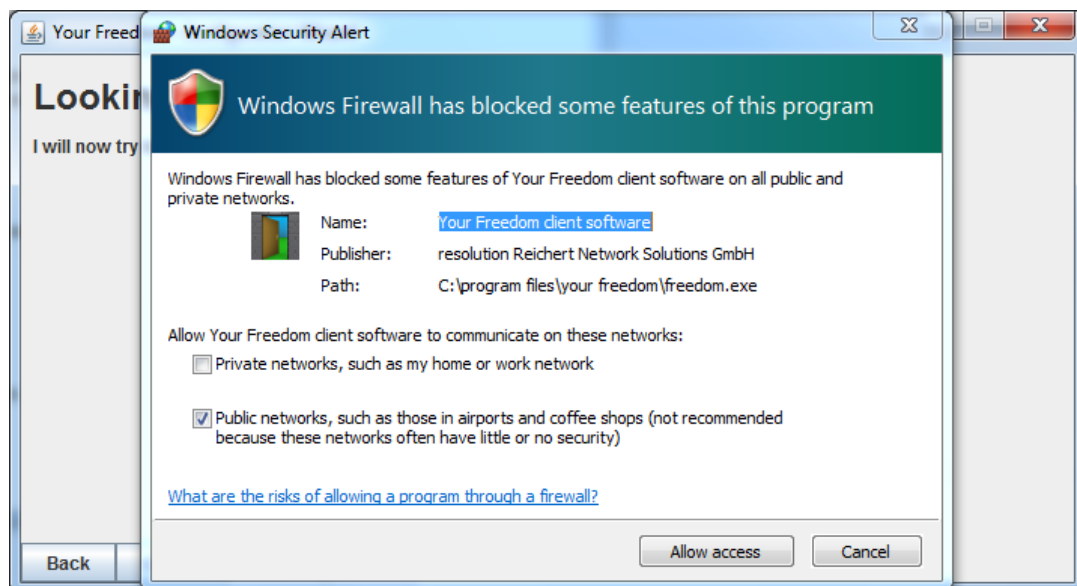 Your Freed
Windows Security Alert
Lookin
I will now try
Windows Firewall has blocked some features of this program
Windows Firewall has blocked some features of Your Freedom client software on all public and
private networks.
Name: Your Freedom client software
Publisher: resolution Reichert Network Solutions GmbH
Path: C:\program files\your freedom\freedom.exe
Allow Your Freedom client software to communicate on these networks:
Private networks, such as my home or work network
Public networks, such as those in airports and coffee shops (not recommended
because these networks often have little or no security)
What are the risks of allowing a program through a firewall?
Allow access Cancel
Back